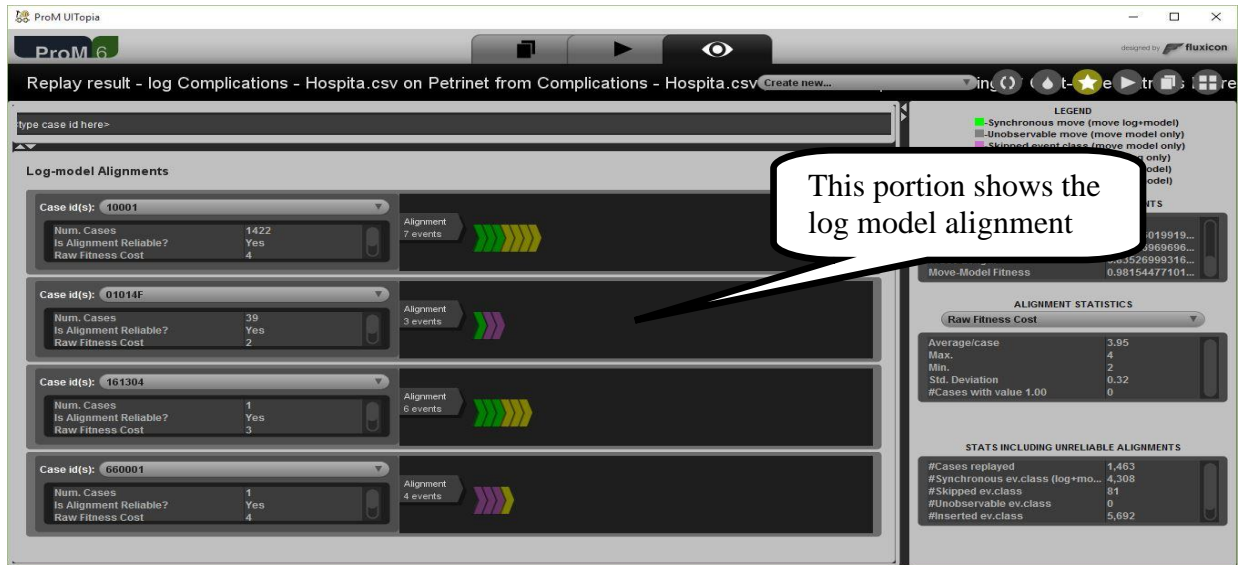 ProM UITopia
ProM 6
designed by fluxicon
Replay result - log Complications - Hospita.csv on Petrinet from Complications - Hospita.csv
Create new...
<type case id here>
Log-model Alignments
Case id(s): 10001
Num. Cases 1422
Is Alignment Reliable? Yes
Raw Fitness Cost 4
Alignment
7 events
Case id(s): 01014F
Num. Cases 39
Is Alignment Reliable? Yes
Raw Fitness Cost 2
Alignment
3 events
Case id(s): 161304
Num. Cases 1
Is Alignment Reliable? Yes
Raw Fitness Cost 3
Alignment
6 events
Case id(s): 660001
Num. Cases 1
Is Alignment Reliable? Yes
Raw Fitness Cost 4
Alignment
4 events
This portion shows the
log model alignment
LEGEND
-Synchronous move (move log+model)
-Unobservable move (move model only)
-Skipped event class (move model only)
only)
Move-Model Fitness 0.98154477101...
ALIGNMENT STATISTICS
Raw Fitness Cost
Average/case 3.95
Max. 4
Min. 2
Std. Deviation 0.32
#Cases with value 1.00 0
STATS INCLUDING UNRELIABLE ALIGNMENTS
#Cases replayed 1,463
#Synchronous ev.class (log+mo... 4,308
#Skipped ev.class 81
#Unobservable ev.class 0
#Inserted ev.class 5,692